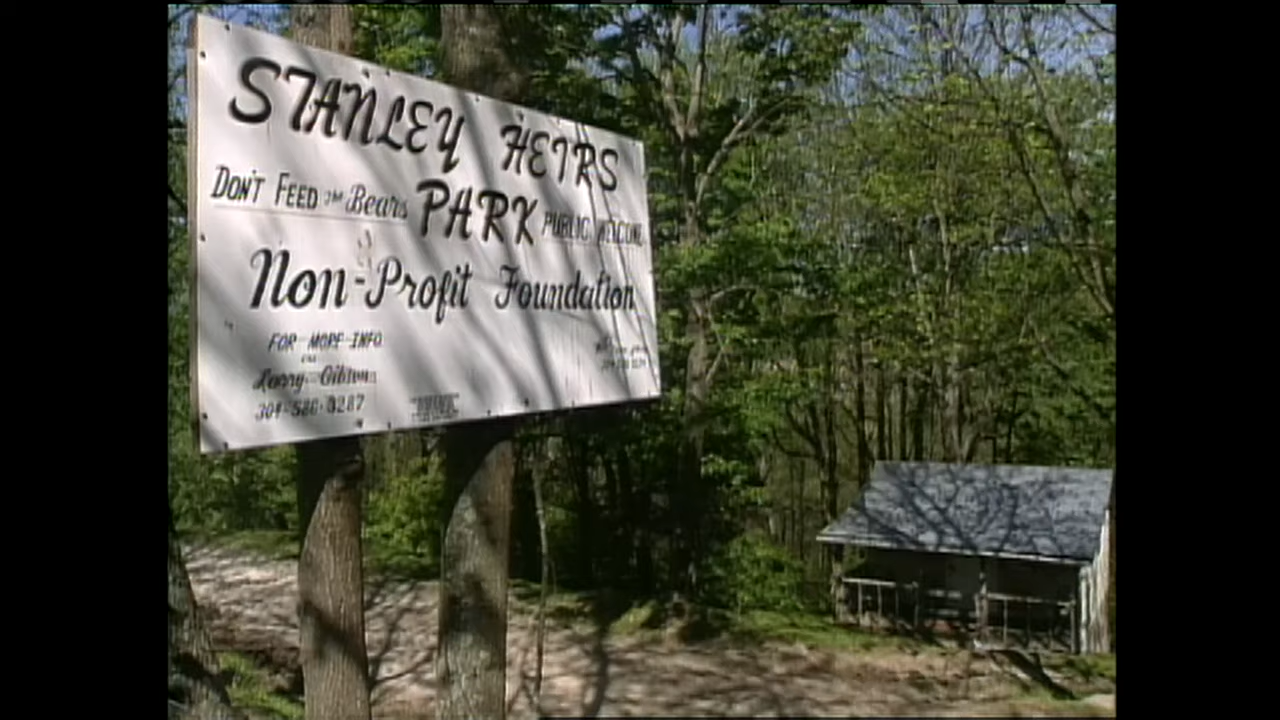 STANLEY HEIRS
DON'T FEED THE Bears PARK PUBLIC WELCOME
Non-Profit Foundation
FOR MORE INFO
Larry Gibson
304-586-3287